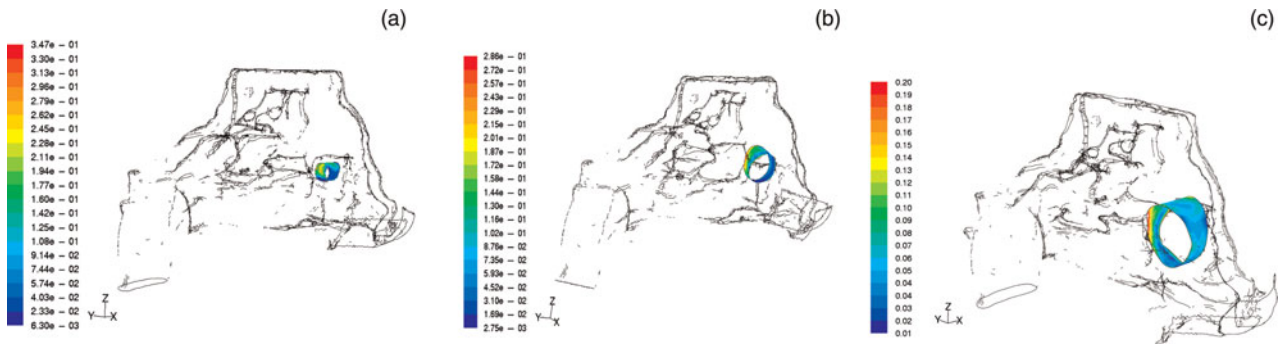 (a)
3.47e – 01
3.30e – 01
3.13e – 01
2.96e – 01
2.79e – 01
2.62e – 01
2.45e – 01
2.28e – 01
2.11e – 01
1.94e – 01
1.77e – 01
1.60e – 01
1.42e – 01
1.25e – 01
1.08e – 01
9.14e – 02
7.44e – 02
5.74e – 02
4.03e – 02
2.33e – 02
6.30e – 03
Z
Y X
(b)
2.86e – 01
2.72e – 01
2.57e – 01
2.43e – 01
2.29e – 01
2.15e – 01
2.01e – 01
1.87e – 01
1.72e – 01
1.58e – 01
1.44e – 01
1.30e – 01
1.16e – 01
1.02e – 01
8.76e – 02
7.35e – 02
5.93e – 02
4.52e – 02
3.10e – 02
1.69e – 02
2.75e – 03
Z
Y X
(c)
0.20
0.19
0.18
0.17
0.16
0.15
0.14
0.13
0.12
0.11
0.10
0.09
0.08
0.07
0.06
0.05
0.04
0.03
0.03
0.02
0.01
Z
Y X